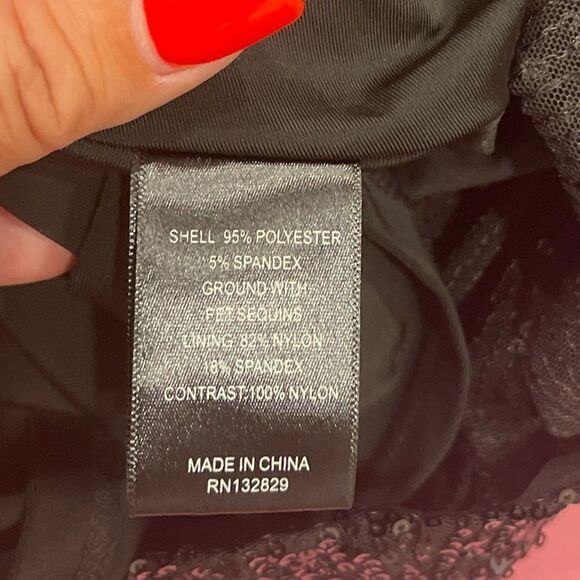 SHELL 95% POLYESTER
5% SPANDEX
GROUND WITH
FFT SEQUINS
LINING: 82% NYLON
18% SPANDEX
CONTRAST:100% NYLON
MADE IN CHINA
RN132829